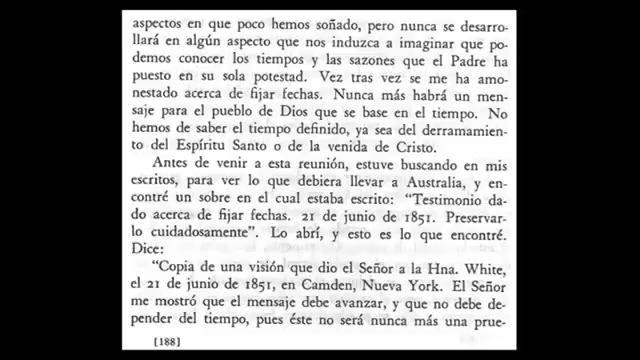 aspectos en que poco hemos soñado, pero nunca se desarro-
llará en algún aspecto que nos induzca a imaginar que po-
demos conocer los tiempos y las sazones que el Padre ha
puesto en su sola potestad. Vez tras vez se me ha amo-
nestado acerca de fijar fechas. Nunca más habrá un men-
saje para el pueblo de Dios que se base en el tiempo. No
hemos de saber el tiempo definido, ya sea del derramamien-
to del Espíritu Santo o de la venida de Cristo.
Antes de venir a esta reunión, estuve buscando en mis
escritos, para ver lo que debiera llevar a Australia, y en-
contré un sobre en el cual estaba escrito: “Testimonio da-
do acerca de fijar fechas. 21 de junio de 1851. Preservar-
lo cuidadosamente”. Lo abrí, y esto es lo que encontré.
Dice:
“Copia de una visión que dio el Señor a la Hna. White,
el 21 de junio de 1851, en Camden, Nueva York. El Señor
me mostró que el mensaje debe avanzar, y que no debe de-
pender del tiempo, pues éste no será nunca más una prue-
[188]